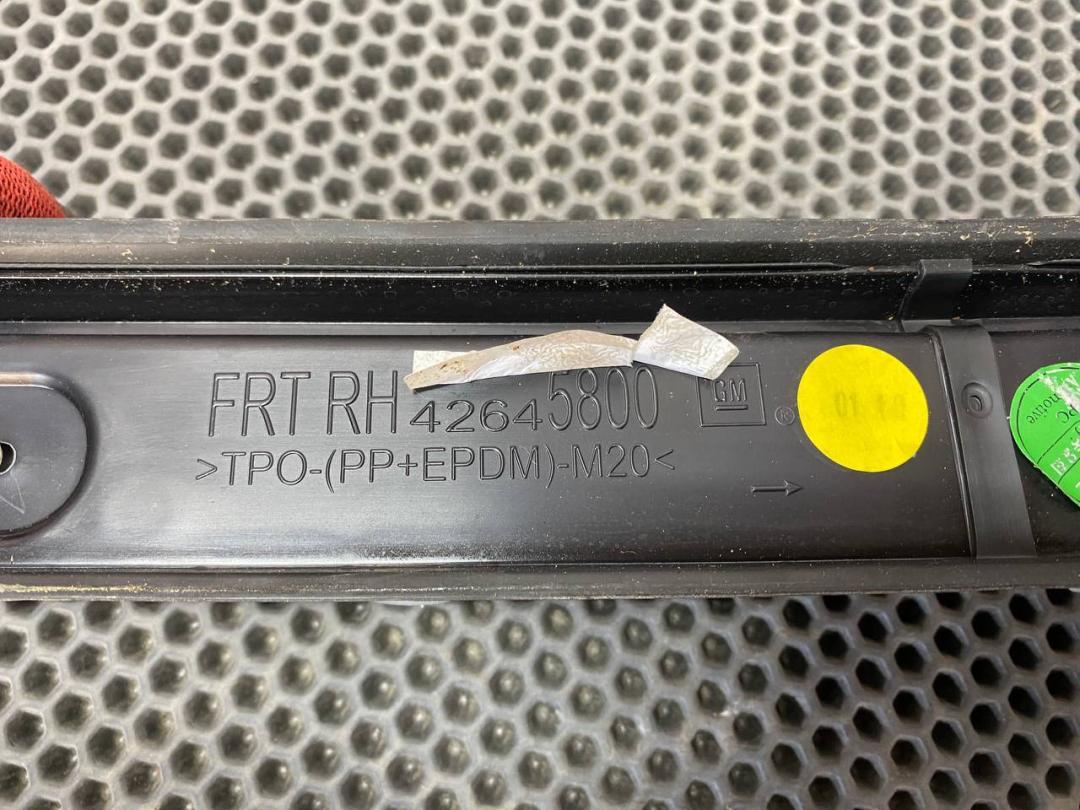 FRT RH 42645800 GM ®
>TPO-(PP+EPDM)-M20<